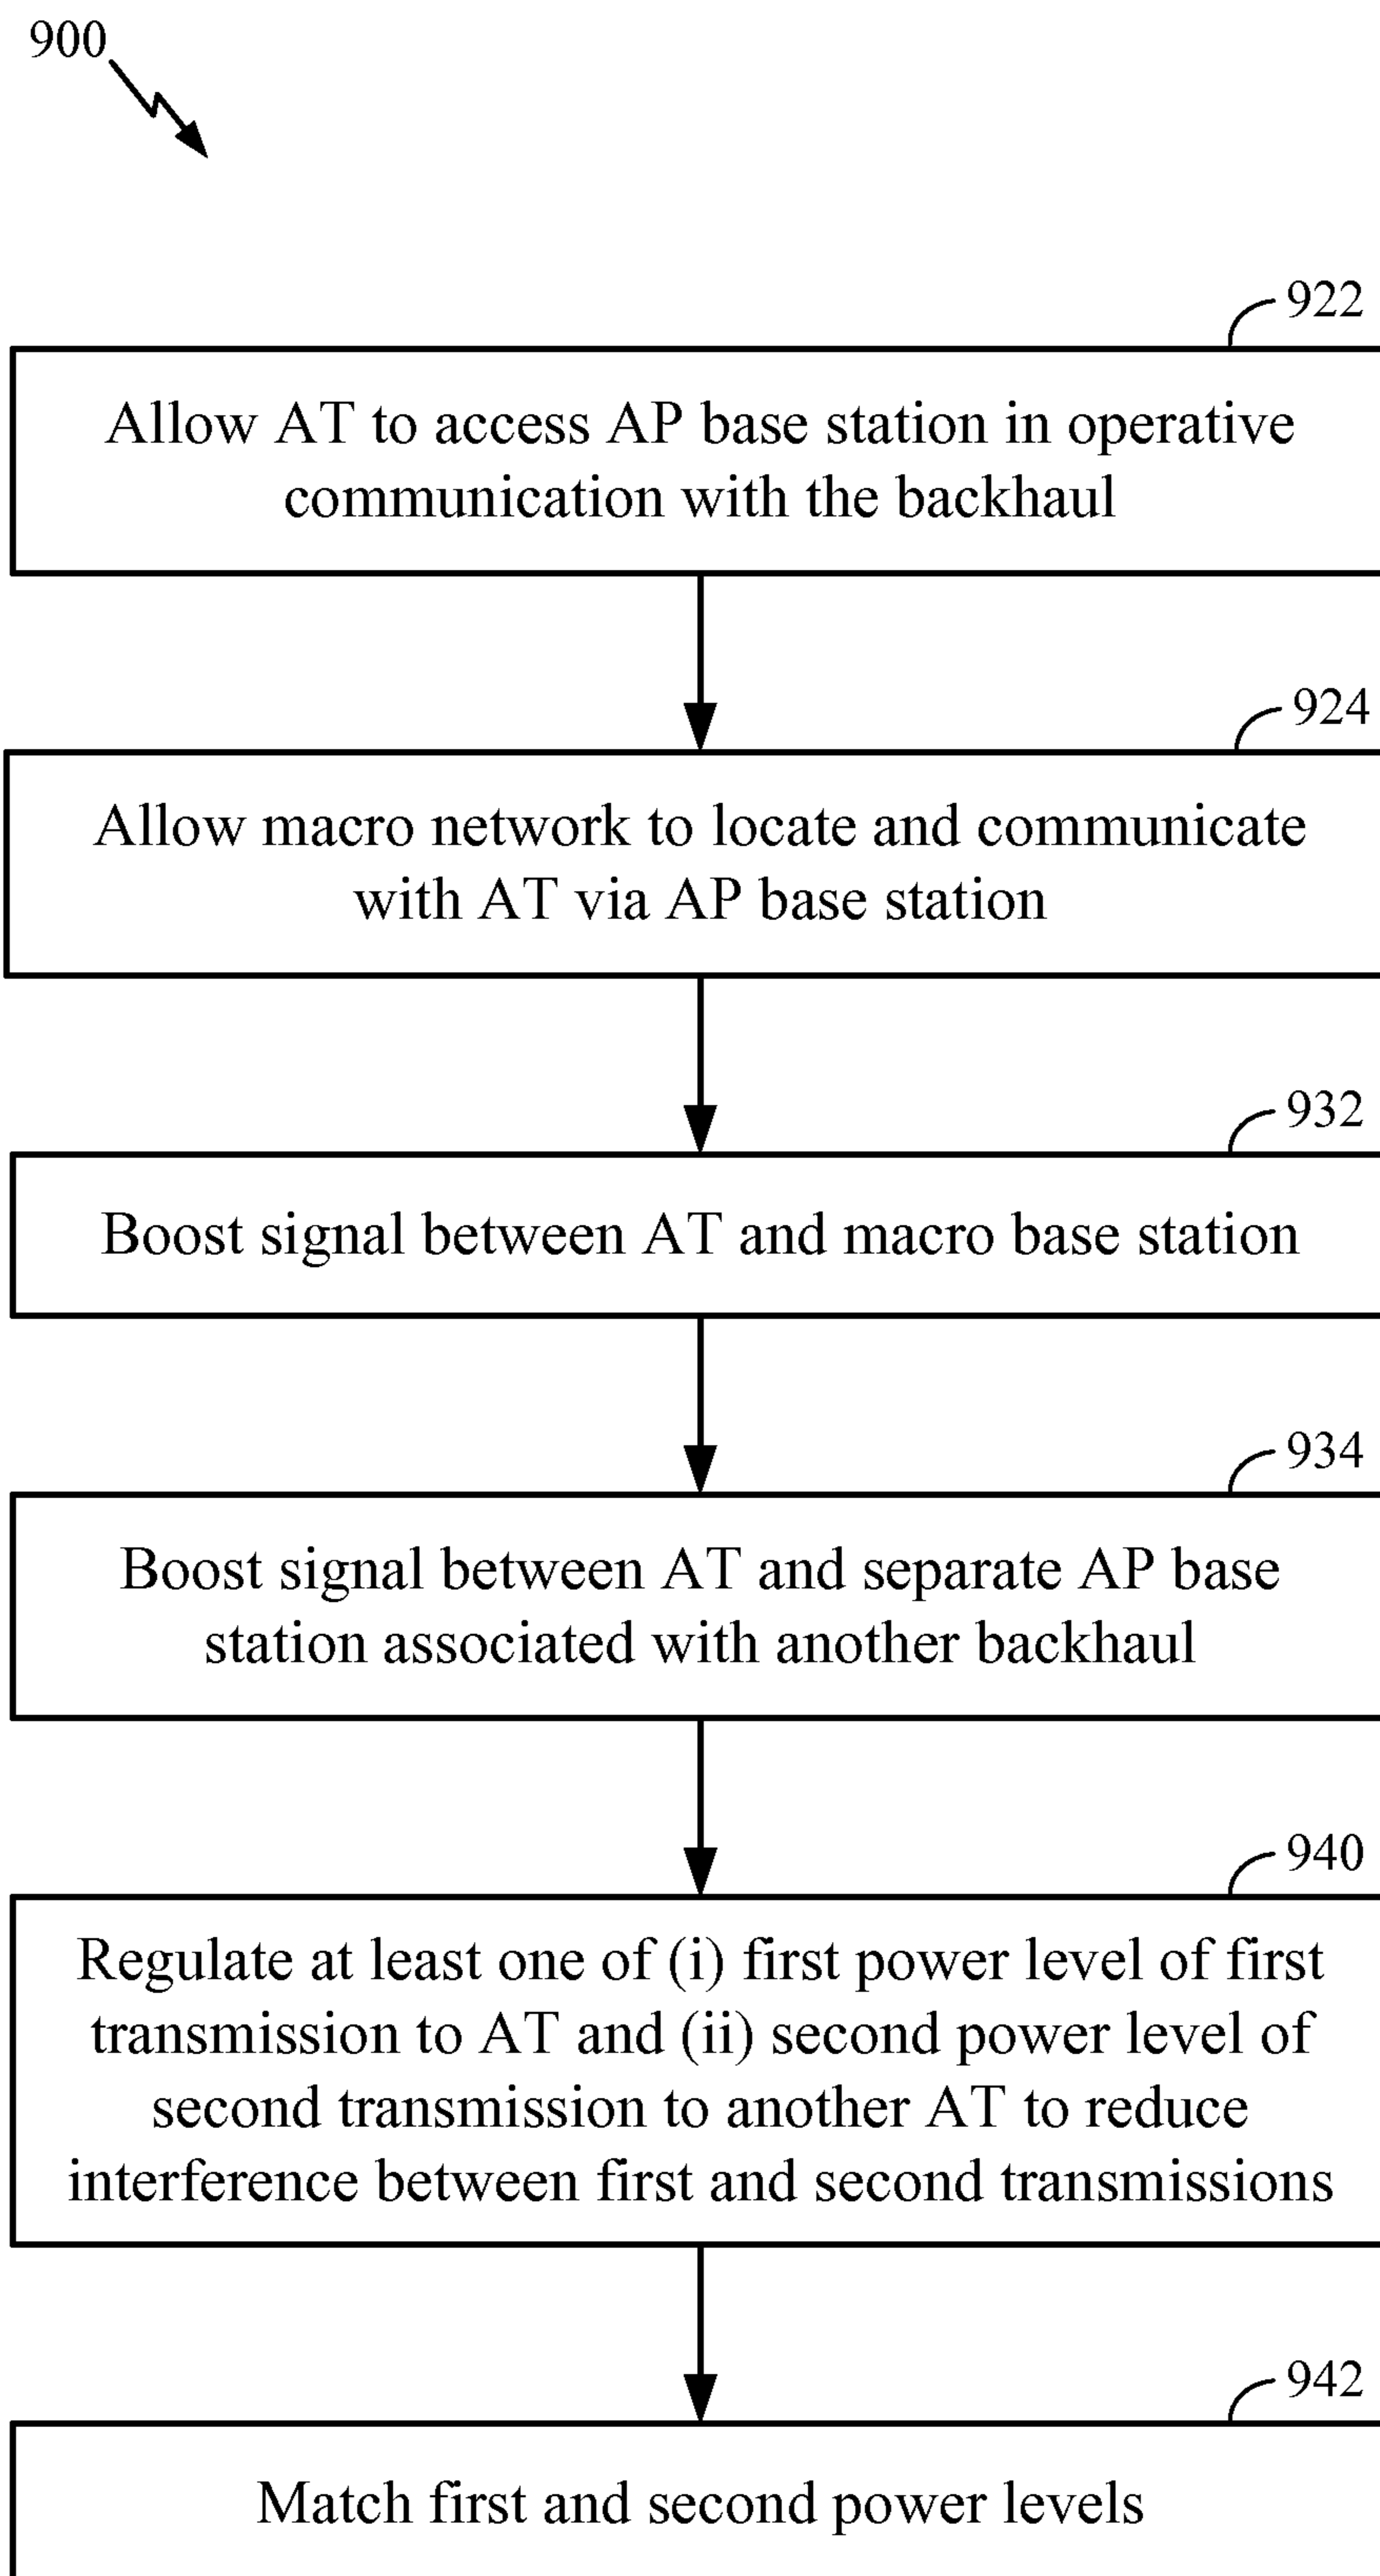 900
922
Allow AT to access AP base station in operative
communication with the backhaul
924
Allow macro network to locate and communicate
with AT via AP base station
932
Boost signal between AT and macro base station
934
Boost signal between AT and separate AP base
station associated with another backhaul
940
Regulate at least one of (i) first power level of first
transmission to AT and (ii) second power level of
second transmission to another AT to reduce
interference between first and second transmissions
942
Match first and second power levels